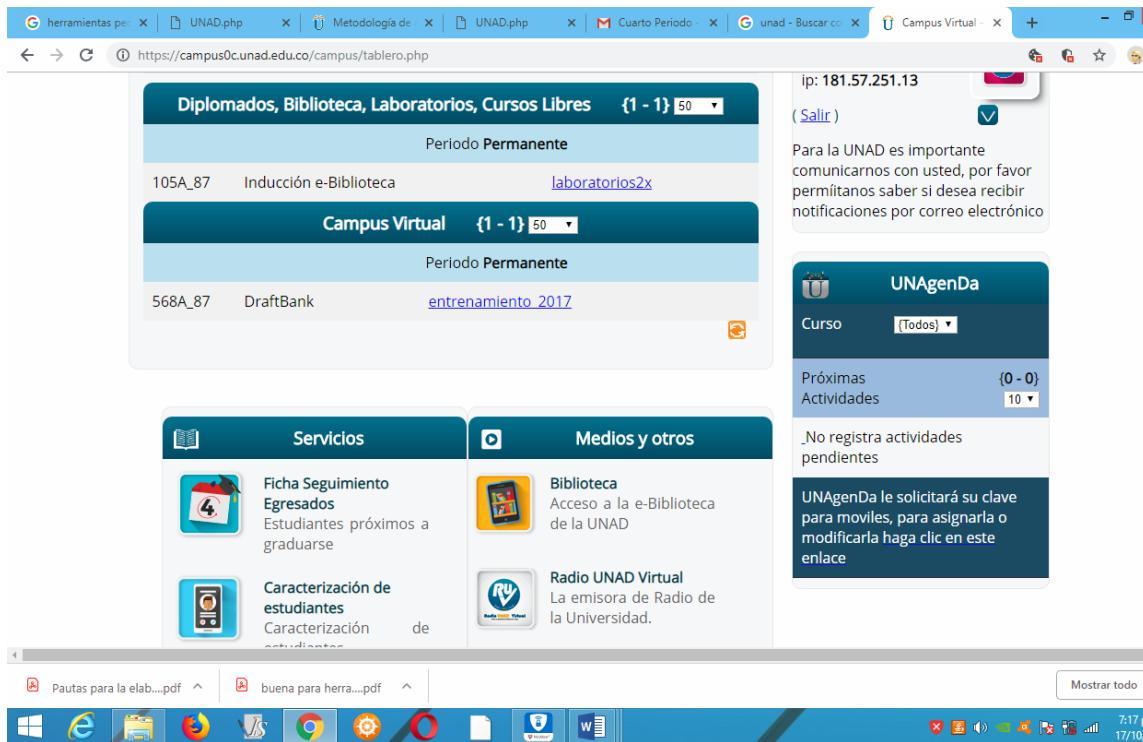 herramientas pec
UNAD.php
Metodología de
UNAD.php
Cuarto Periodo -
unad - Buscar co
Campus Virtual -
https://campus0c.unad.edu.co/campus/tablero.php
Diplomados, Biblioteca, Laboratorios, Cursos Libres {1 - 1} 50
Periodo Permanente
105A_87 Inducción e-Biblioteca laboratorios2x
Campus Virtual {1 - 1} 50
Periodo Permanente
568A_87 DraftBank entrenamiento_2017
ip: 181.57.251.13
( Salir )
Para la UNAD es importante
comunicarnos con usted, por favor
permítanos saber si desea recibir
notificaciones por correo electrónico
UNAgenDa
Curso {Todos}
Próximas {0 - 0}
Actividades 10
_No registra actividades
pendientes
UNAgenDa le solicitará su clave
para moviles, para asignarla o
modificarla haga clic en este
enlace
Servicios
Ficha Seguimiento
Egresados
Estudiantes próximos a
graduarse
Caracterización de
estudiantes
Caracterización de
estudiantes
Medios y otros
Biblioteca
Acceso a la e-Biblioteca
de la UNAD
Radio UNAD Virtual
La emisora de Radio de
la Universidad.
Pautas para la elab....pdf
buena para herra....pdf
Mostrar todo
7:17
17/10